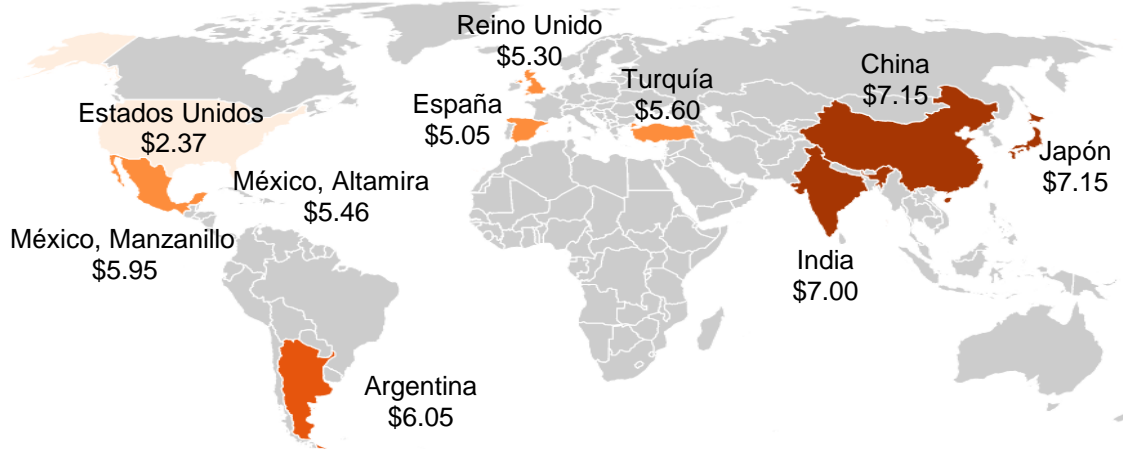 Reino Unido
$5.30
China
$7.15
Turquía
$5.60
España
$5.05
Estados Unidos
$2.37
Japón
$7.15
México, Altamira
$5.46
México, Manzanillo
$5.95
India
$7.00
Argentina
$6.05